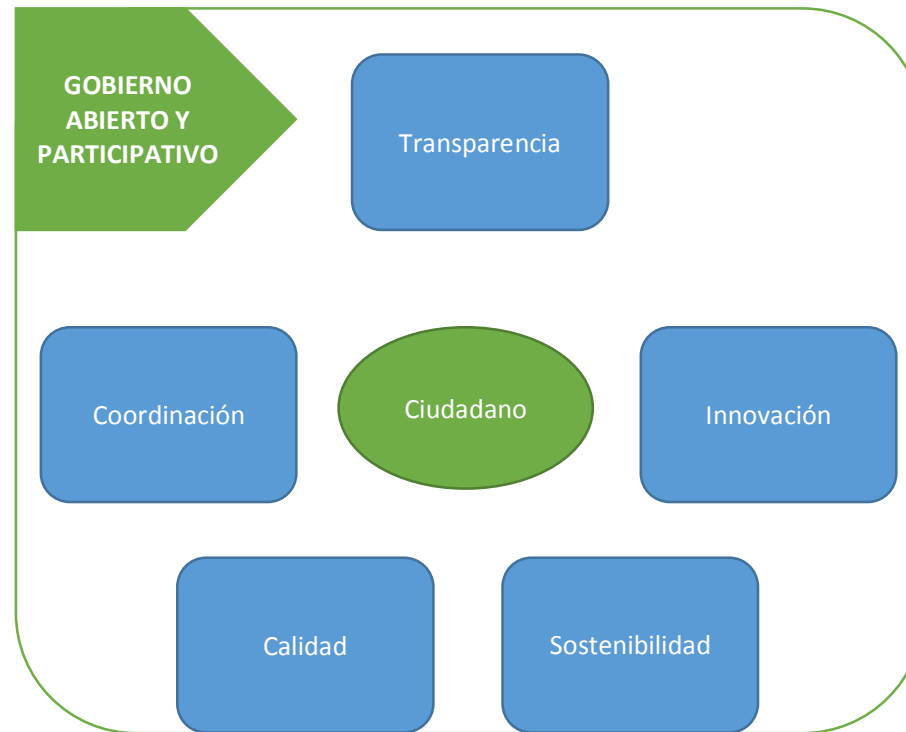 GOBIERNO
ABIERTO Y
PARTICIPATIVO
Transparencia
Coordinación
Ciudadano
Innovación
Calidad
Sostenibilidad